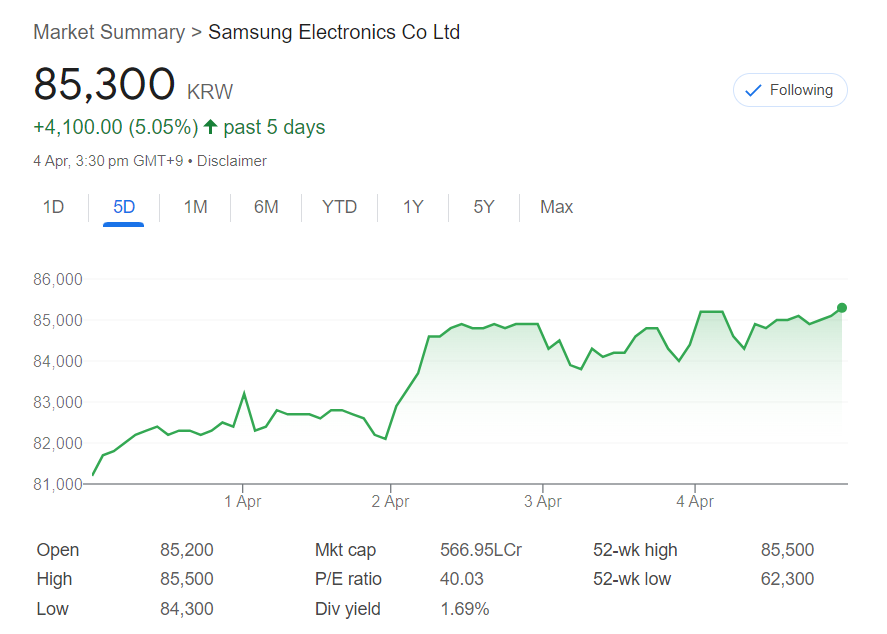 Market Summary > Samsung Electronics Co Ltd
85,300 KRW
Following
+4,100.00 (5.05%) ↑ past 5 days
4 Apr, 3:30 pm GMT+9 • Disclaimer
1D 5D 1M 6M YTD 1Y 5Y Max
86,000
85,000
84,000
83,000
82,000
81,000
1 Apr 2 Apr 3 Apr 4 Apr
Open 85,200 Mkt cap 566.95LCr 52-wk high 85,500
High 85,500 P/E ratio 40.03 52-wk low 62,300
Low 84,300 Div yield 1.69%